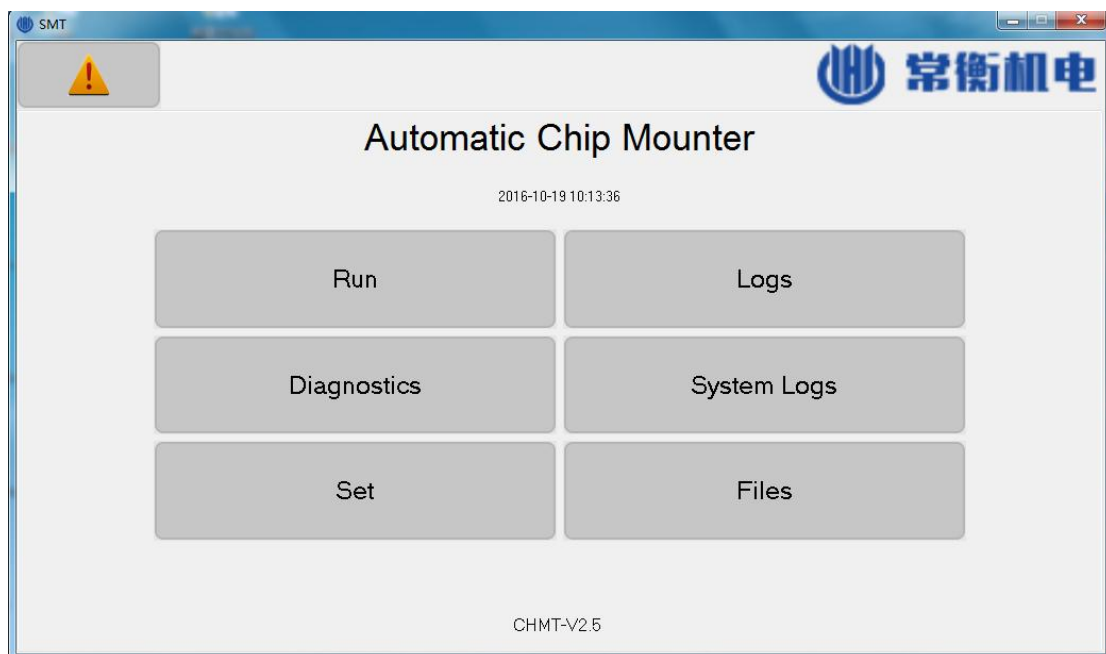 SMT
常衡机电
Automatic Chip Mounter
2016-10-19 10:13:36
Run
Logs
Diagnostics
System Logs
Set
Files
CHMT-V2.5